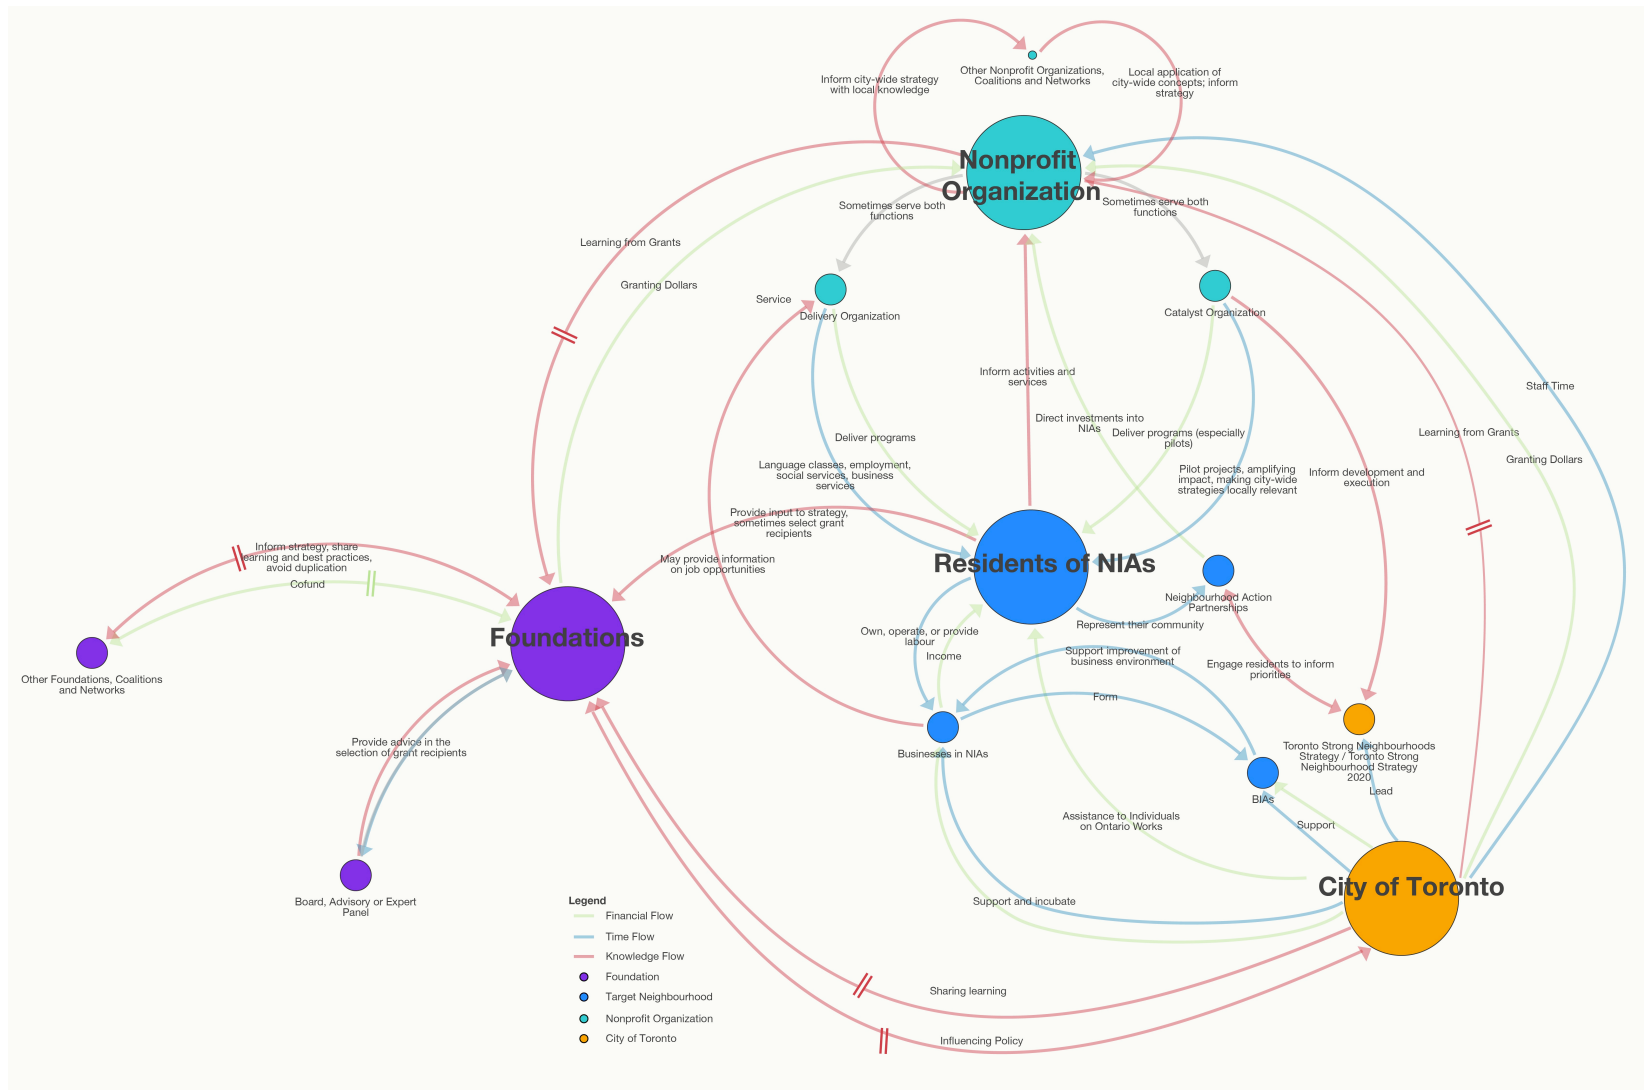 Other Nonprofit Organizations,
Coalitions and Networks
Inform city-wide strategy
with local knowledge
Local application of
city-wide concepts; inform
strategy
Nonprofit
Organization
Sometimes serve both
functions
Sometimes serve both
functions
Learning from Grants
Granting Dollars
Service
Delivery Organization
Catalyst Organization
Inform activities and
services
Staff Time
Direct investments into
NIAs
Deliver programs
Deliver programs (especially
pilots)
Learning from Grants
Granting Dollars
Language classes, employment,
social services, business
services
Pilot projects, amplifying
impact, making city-wide
strategies locally relevant
Inform development and
execution
Provide input to strategy,
sometimes select grant
recipients
May provide information
on job opportunities
Residents of NIAs
Inform strategy, share
learning and best practices,
avoid duplication
Cofund
Neighbourhood Action
Partnerships
Represent their community
Foundations
Own, operate, or provide
labour
Income
Support improvement of
business environment
Engage residents to inform
priorities
Other Foundations, Coalitions
and Networks
Form
Provide advice in the
selection of grant recipients
Businesses in NIAs
Toronto Strong Neighbourhoods
Strategy / Toronto Strong
Neighbourhood Strategy
2020
Lead
BIAs
Support
Assistance to Individuals
on Ontario Works
City of Toronto
Board, Advisory or Expert
Panel
Support and incubate
Legend
Financial Flow
Time Flow
Knowledge Flow
Foundation
Target Neighbourhood
Nonprofit Organization
City of Toronto
Sharing learning
Influencing Policy